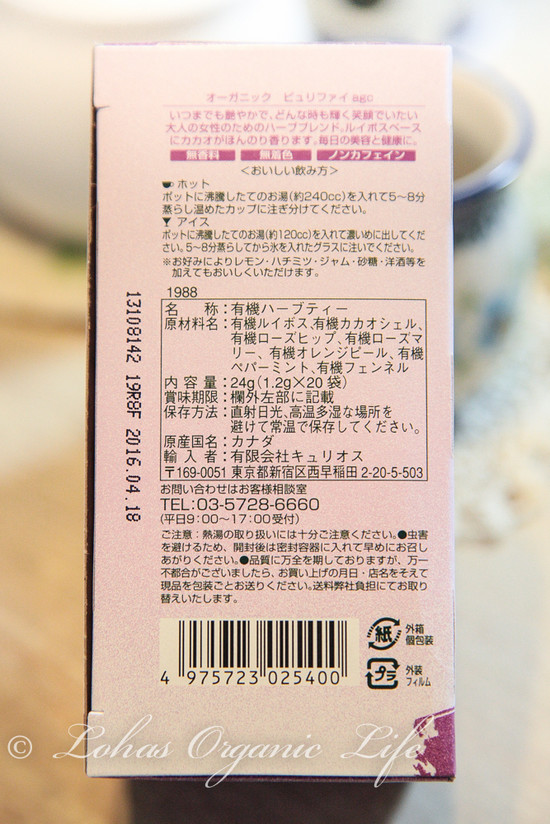 オーガニック ピュリファイ age
いつまでも艶やかで、どんな時も輝く笑顔でいたい
大人の女性のためのハーブブレンド。ルイボスベース
にカカオがほんのり香ります。毎日の美容と健康に。
無香料 無着色 ノンカフェイン
<おいしい飲み方>
ホット
ポットに沸騰したてのお湯(約240cc)を入れて5～8分
蒸らし温めたカップに注ぎ分けてください。
アイス
ポットに沸騰したてのお湯(約120cc)を入れて濃いめに出してくだ
さい。5～8分蒸らしてから氷を入れたグラスに注いでください。
※お好みによりレモン・ハチミツ・ジャム・砂糖・洋酒等を
加えてもおいしくいただけます。
1988
名称:有機ハーブティー
原材料名:有機ルイボス、有機カカオシェル、
有機ローズヒップ、有機ローズマ
リー、有機オレンジピール、有機
ペパーミント、有機フェンネル
内容量:24g(1.2g×20袋)
賞味期限:欄外左部に記載
保存方法:直射日光、高温多湿な場所を
避けて常温で保存してください。
原産国名:カナダ
輸入者:有限会社キュリオス
〒169-0051 東京都新宿区西早稲田 2-20-5-503
お問い合わせはお客様相談室
TEL:03-5728-6660
(平日9:00～17:00受付)
ご注意:熱湯の取り扱いには十分ご注意ください。●虫害
を避けるため、開封後は密封容器に入れて早めにお召し
あがりください。●品質に万全を期しておりますが、万一
不都合がございましたら、お買い上げの月日・店名をそえて
現品を包装ごとお送りください。送料弊社負担にてお取り
替えいたします。
13108142 19R8F 2016.04.18
4 975723 025400
紙 外箱
個包装
プラ 外装
フィルム
© Lohas Organic Life